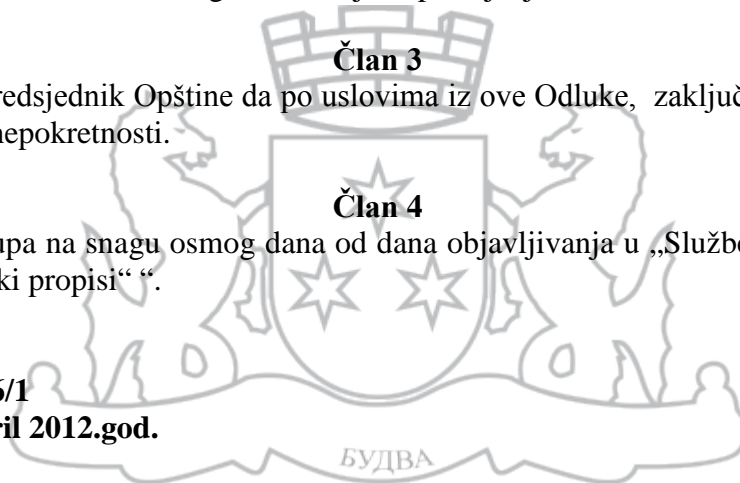 Član 3
redsjednik Opštine da po uslovima iz ove Odluke, zaključ
nepokretnosti.
Član 4
upa na snagu osmog dana od dana objavljivanja u „Službe
ki propisi“ “.
6/1
ril 2012.god.
БУДВА